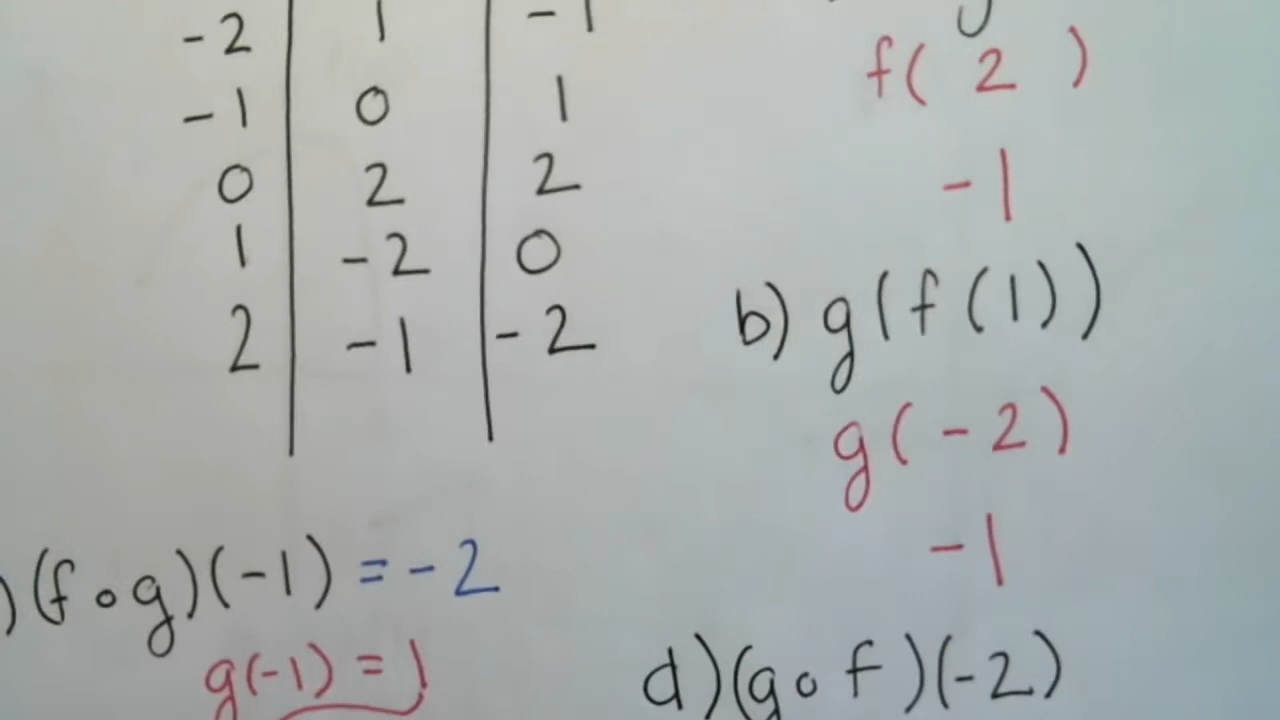 -2 1 -1
-1 0 1
0 2 2
1 -2 0
2 -1 -2
f( 2 )
-1
b) g(f(1))
g(-2)
-1
)(f∘g)(-1) = -2
g(-1) = 1
d)(g∘f)(-2)